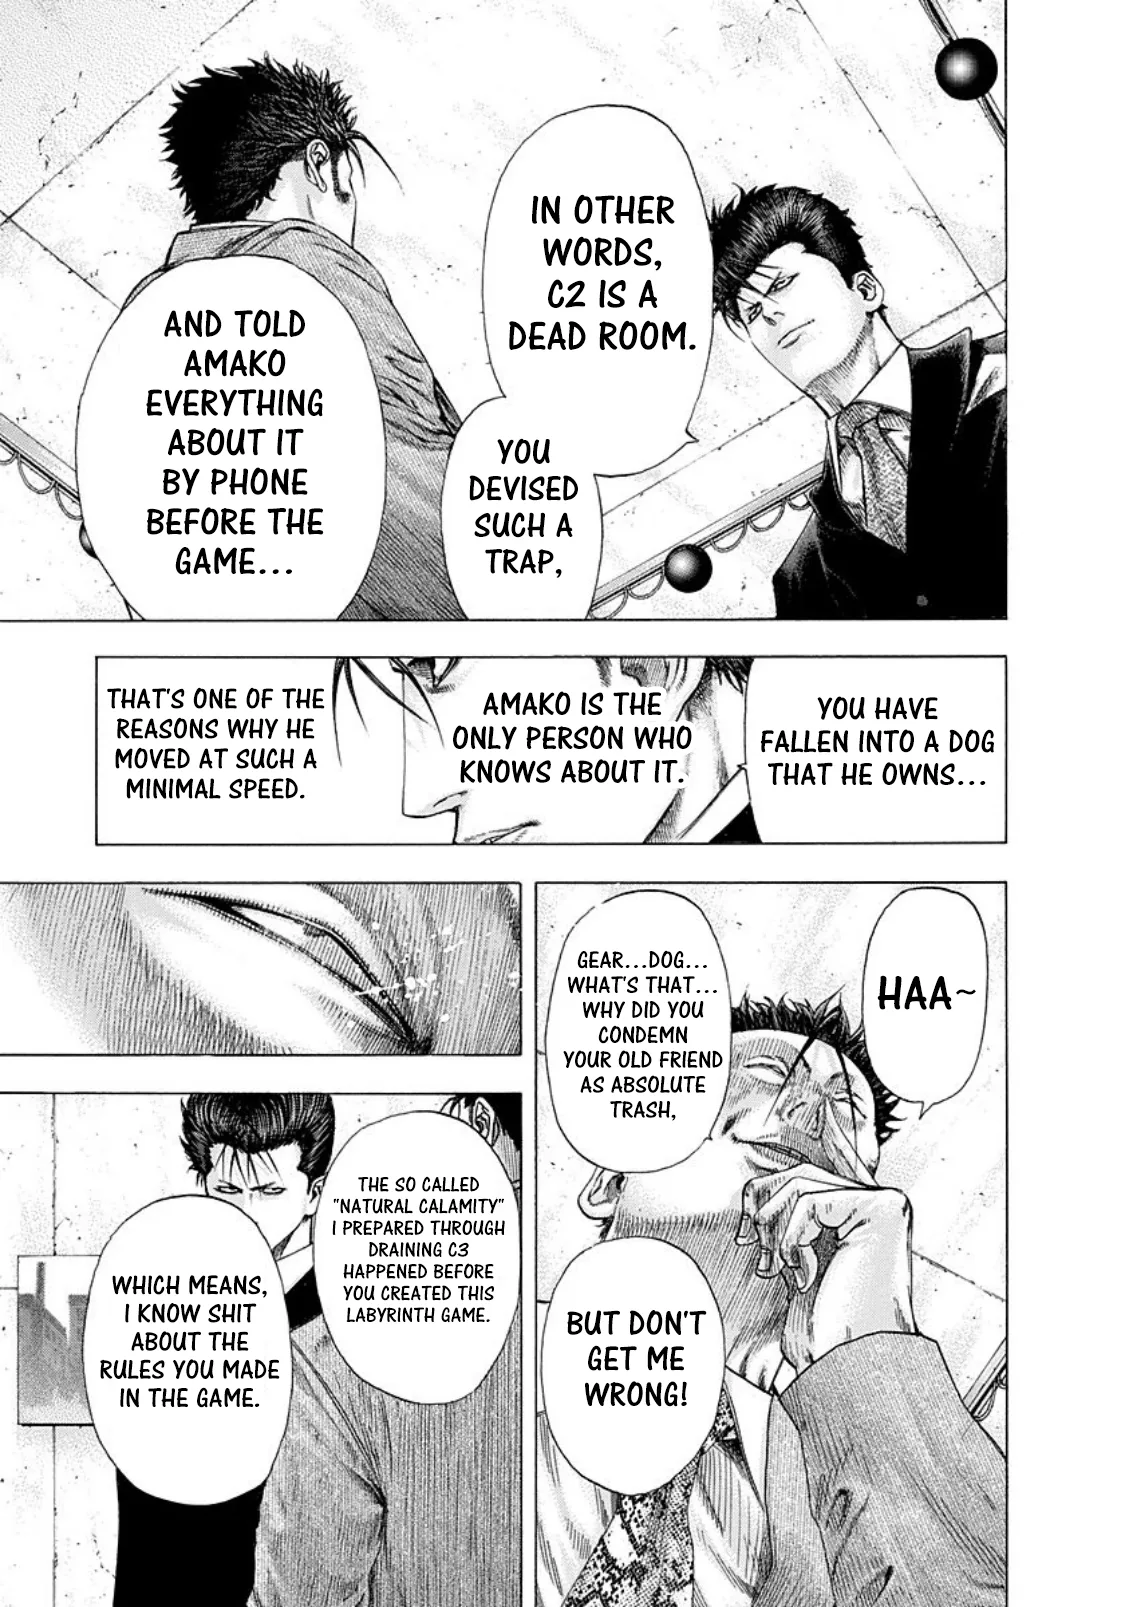 IN OTHER
WORDS,
C2 IS A
DEAD ROOM.
YOU
DEVISED
SUCH A
TRAP,
AND TOLD
AMAKO
EVERYTHING
ABOUT IT
BY PHONE
BEFORE THE
GAME...
YOU HAVE
FALLEN INTO A DOG
THAT HE OWNS...
AMAKO IS THE
ONLY PERSON WHO
KNOWS ABOUT IT.
THAT'S ONE OF THE
REASONS WHY HE
MOVED AT SUCH A
MINIMAL SPEED.
HAA~
GEAR...DOG...
WHAT'S THAT...
WHY DID YOU
CONDEMN
YOUR OLD FRIEND
AS ABSOLUTE
TRASH,
BUT DON'T
GET ME
WRONG!
THE SO CALLED
"NATURAL CALAMITY"
I PREPARED THROUGH
DRAINING C3
HAPPENED BEFORE
YOU CREATED THIS
LABYRINTH GAME.
WHICH MEANS,
I KNOW SHIT
ABOUT THE
RULES YOU MADE
IN THE GAME.